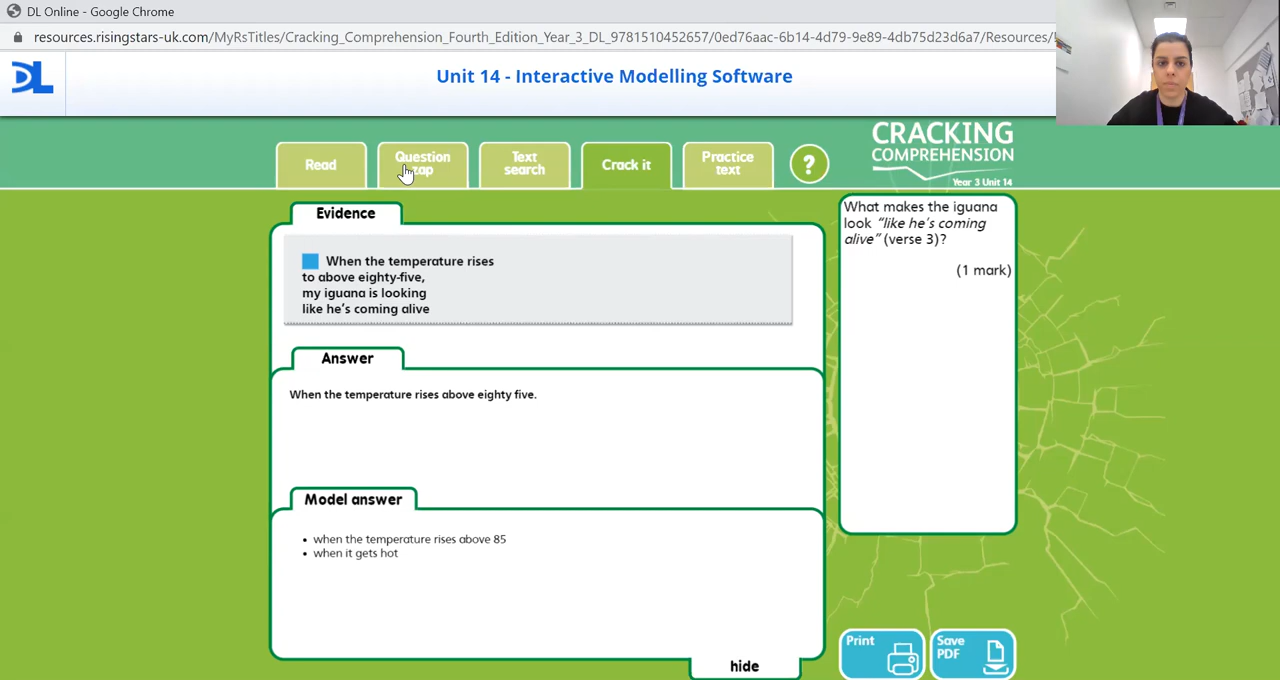 DL Online - Google Chrome
resources.risingstars-uk.com/MyRsTitles/Cracking_Comprehension_Fourth_Edition_Year_3_DL_9781510452657/0ed76aac-6b14-4d79-9e89-4db75d23d6a7/Resources/
DL
Unit 14 - Interactive Modelling Software
Read
Question zap
Text search
Crack it
Practice text
?
CRACKING
COMPREHENSION
Year 3 Unit 14
Evidence
When the temperature rises
to above eighty-five,
my iguana is looking
like he's coming alive
Answer
When the temperature rises above eighty five.
Model answer
• when the temperature rises above 85
• when it gets hot
hide
What makes the iguana
look "like he's coming
alive" (verse 3)?
(1 mark)
Print
Save
PDF